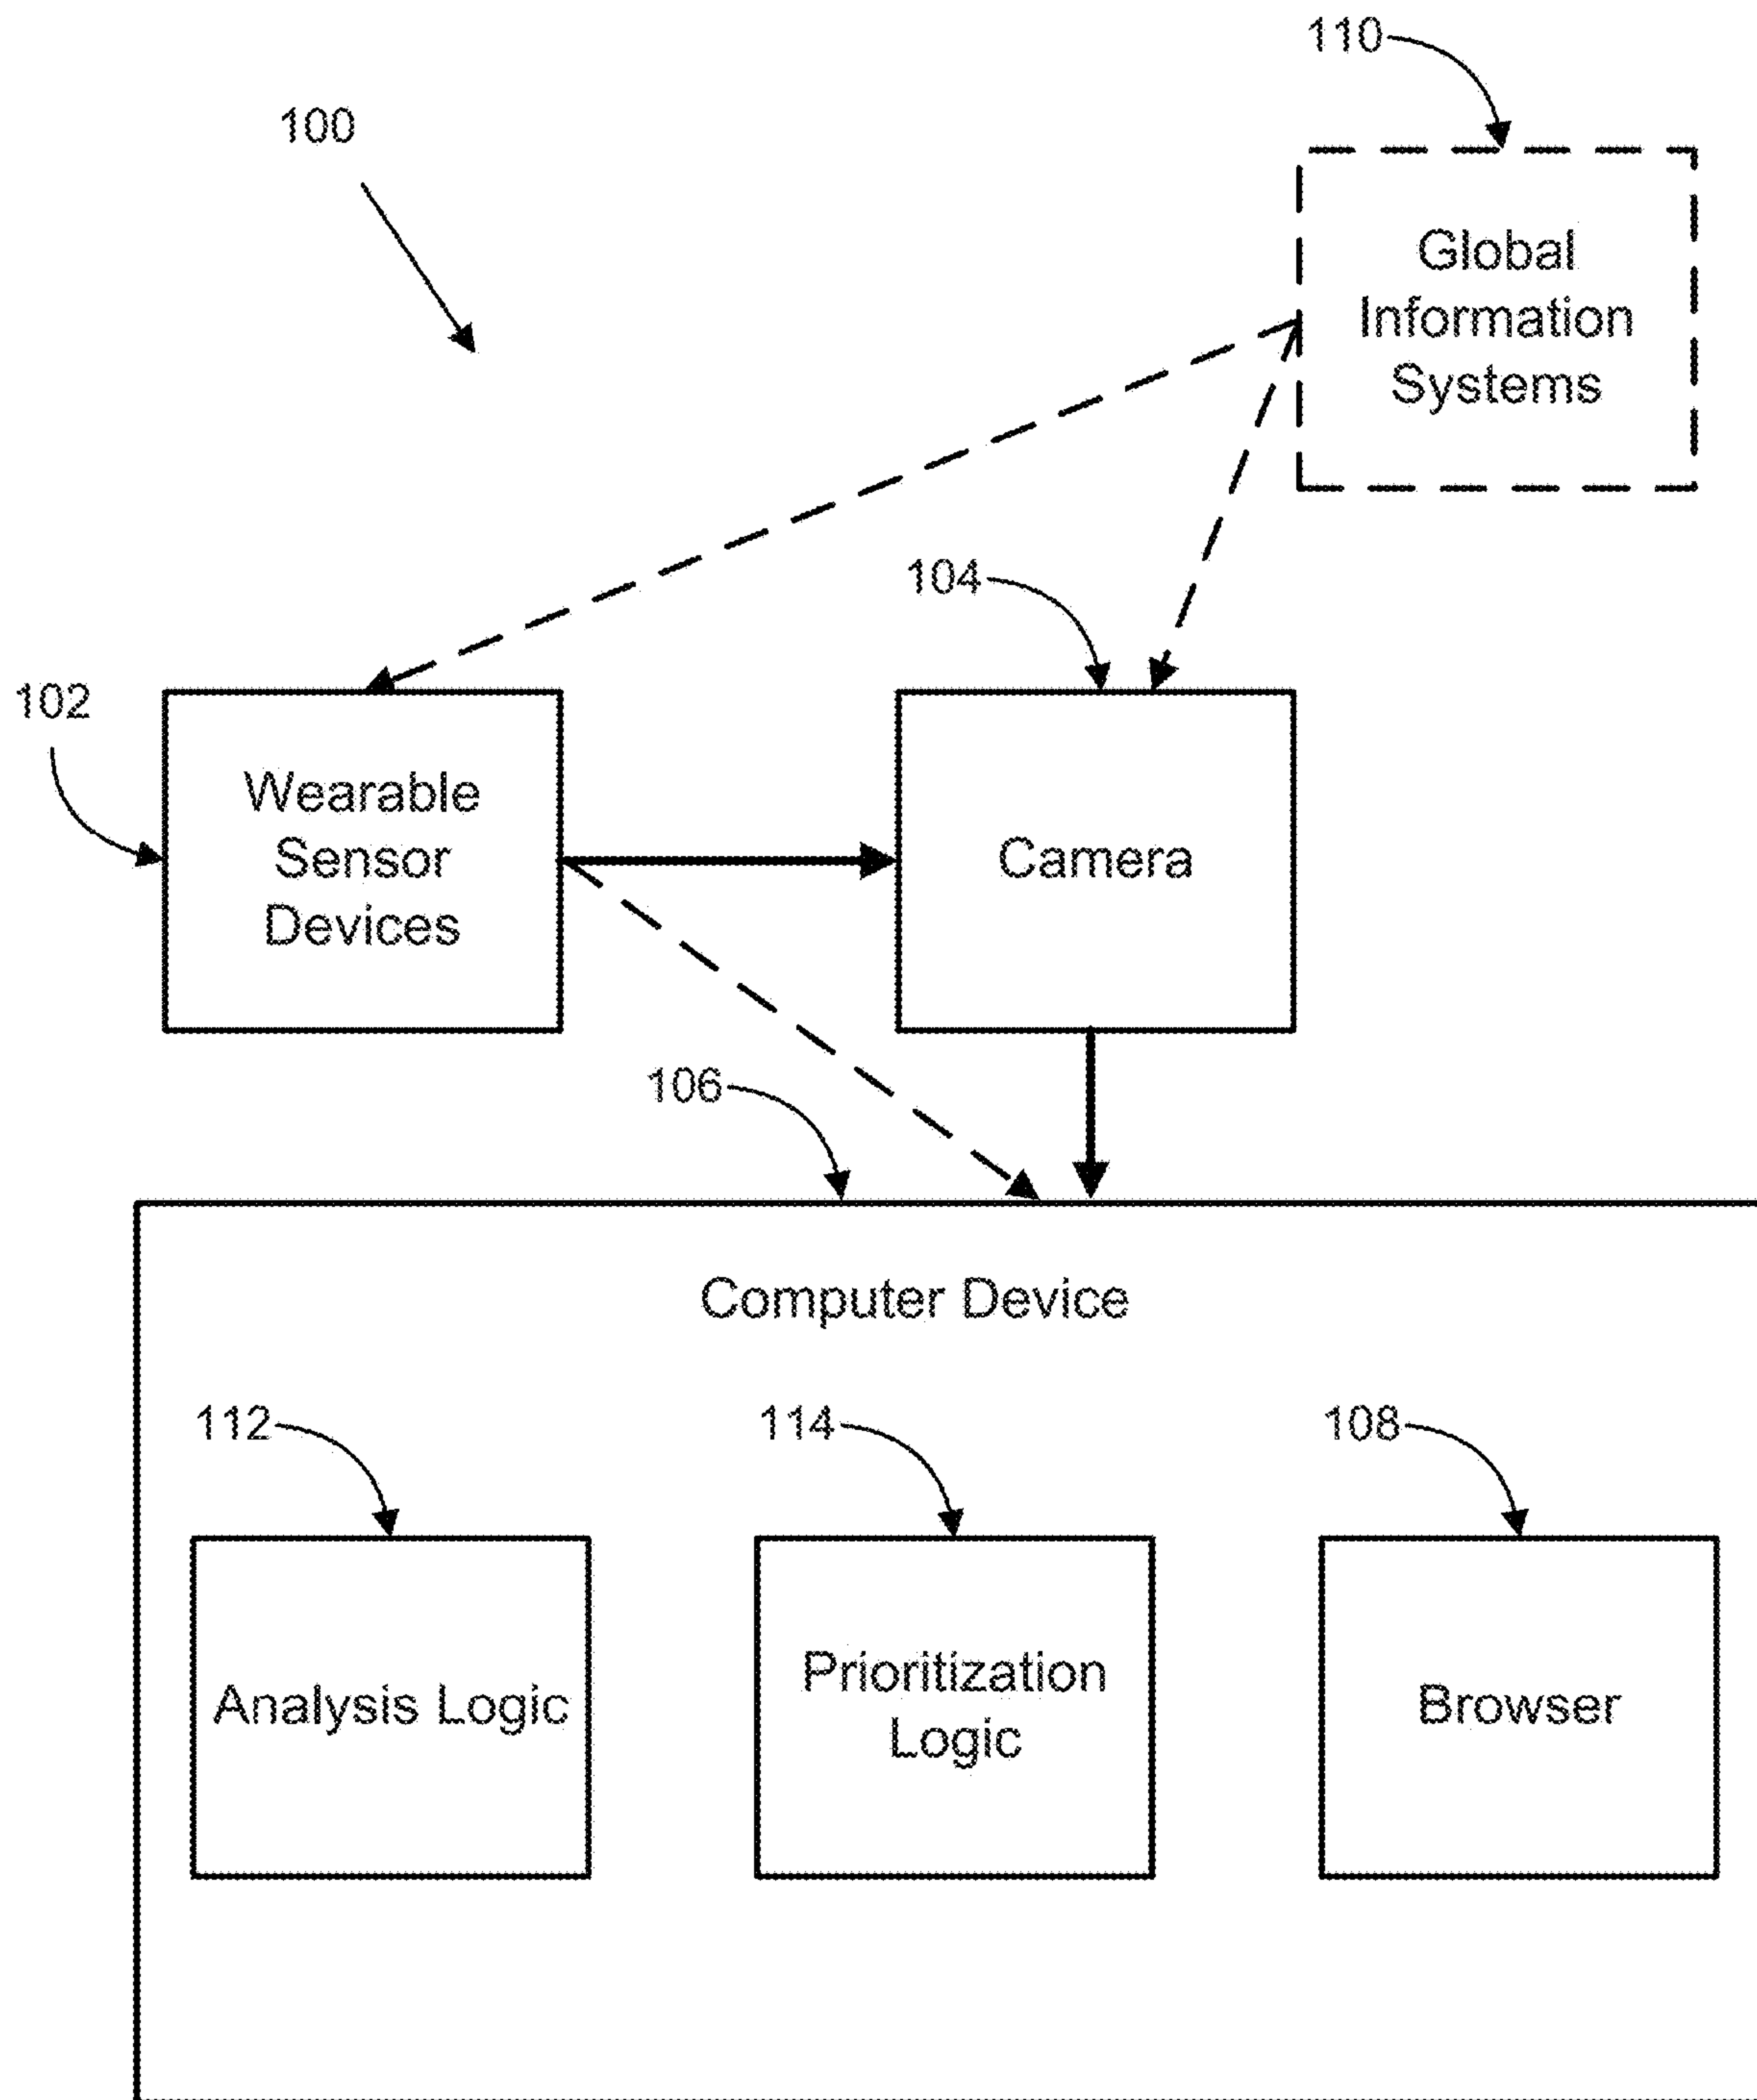 110
100
Global
Information
Systems
104
102
Wearable
Sensor
Devices
Camera
106
Computer Device
112
114
108
Analysis Logic
Prioritization
Logic
Browser